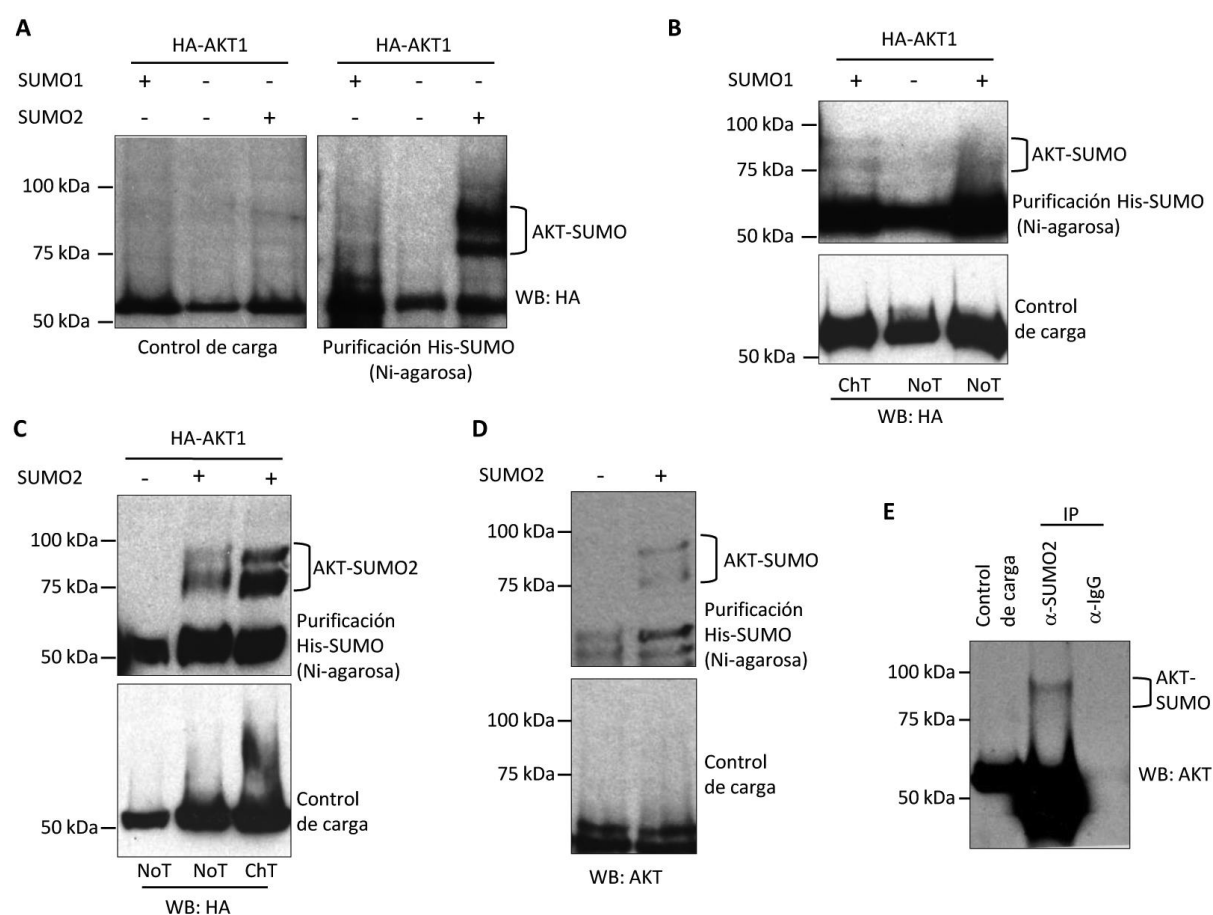 A
HA-AKT1 HA-AKT1
SUMO1 + - - + - -
SUMO2 - - + - - +
100 kDa
75 kDa
50 kDa
AKT-SUMO
WB: HA
Control de carga
Purificación His-SUMO
(Ni-agarosa)
B
HA-AKT1
SUMO1 + - +
100 kDa
75 kDa
50 kDa
AKT-SUMO
Purificación His-SUMO
(Ni-agarosa)
50 kDa
Control
de carga
ChT NoT NoT
WB: HA
C
HA-AKT1
SUMO2 - + +
100 kDa
75 kDa
50 kDa
AKT-SUMO2
Purificación
His-SUMO
(Ni-agarosa)
50 kDa
Control
de carga
NoT NoT ChT
WB: HA
D
SUMO2 - +
100 kDa
75 kDa
AKT-SUMO
Purificación
His-SUMO
(Ni-agarosa)
100 kDa
75 kDa
Control
de carga
WB: AKT
E
IP
Control
de carga
α-SUMO2
α-IgG
100 kDa
75 kDa
50 kDa
AKT-
SUMO
WB: AKT